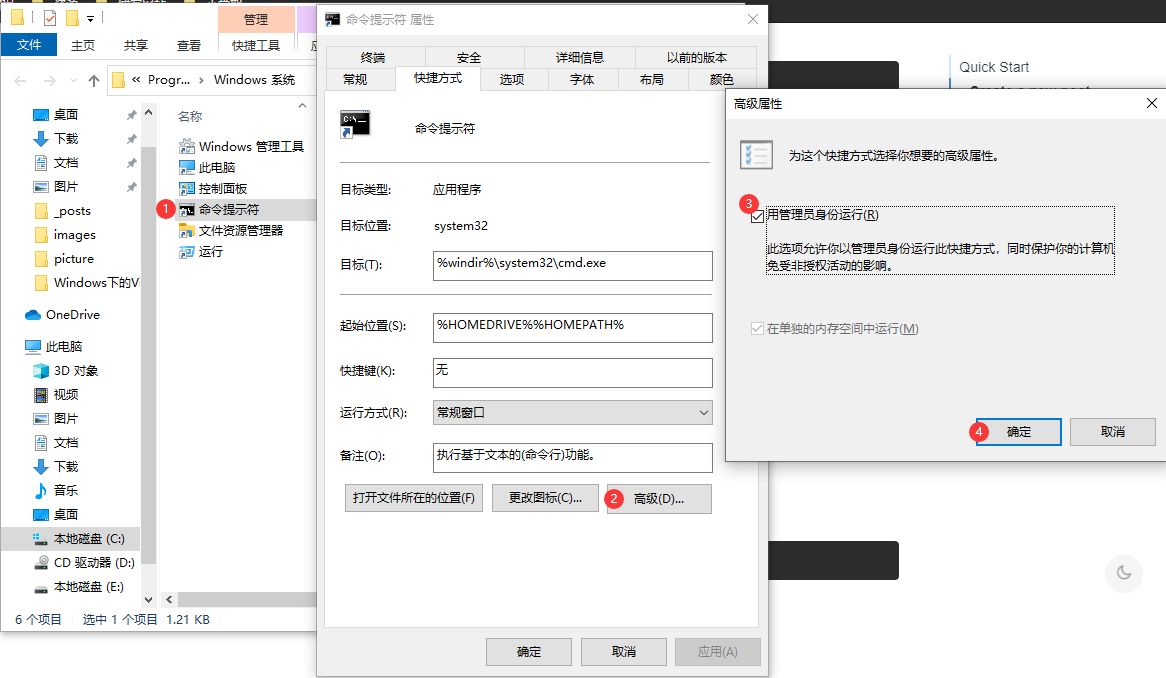 管理
文件
主页
共享
查看
快捷工具
« Progr... › Windows 系统
桌面
下载
文档
图片
_posts
images
picture
Windows下的V
OneDrive
此电脑
3D 对象
视频
图片
文档
下载
音乐
桌面
本地磁盘 (C:)
CD 驱动器 (D:)
本地磁盘 (E:)
名称
Windows 管理工具
此电脑
控制面板
1 命令提示符
文件资源管理器
运行
6 个项目 选中 1 个项目 1.21 KB
命令提示符 属性
终端 安全 详细信息 以前的版本
常规 快捷方式 选项 字体 布局 颜色
命令提示符
目标类型: 应用程序
目标位置: system32
目标(T): %windir%\system32\cmd.exe
起始位置(S): %HOMEDRIVE%%HOMEPATH%
快捷键(K): 无
运行方式(R): 常规窗口
备注(O): 执行基于文本的(命令行)功能。
打开文件所在的位置(F) 更改图标(C)... 2 高级(D)...
确定 取消 应用(A)
Quick Start
高级属性
为这个快捷方式选择你想要的高级属性。
3
用管理员身份运行(R)
此选项允许你以管理员身份运行此快捷方式，同时保护你的计算机
免受非授权活动的影响。
在单独的内存空间中运行(M)
4 确定 取消